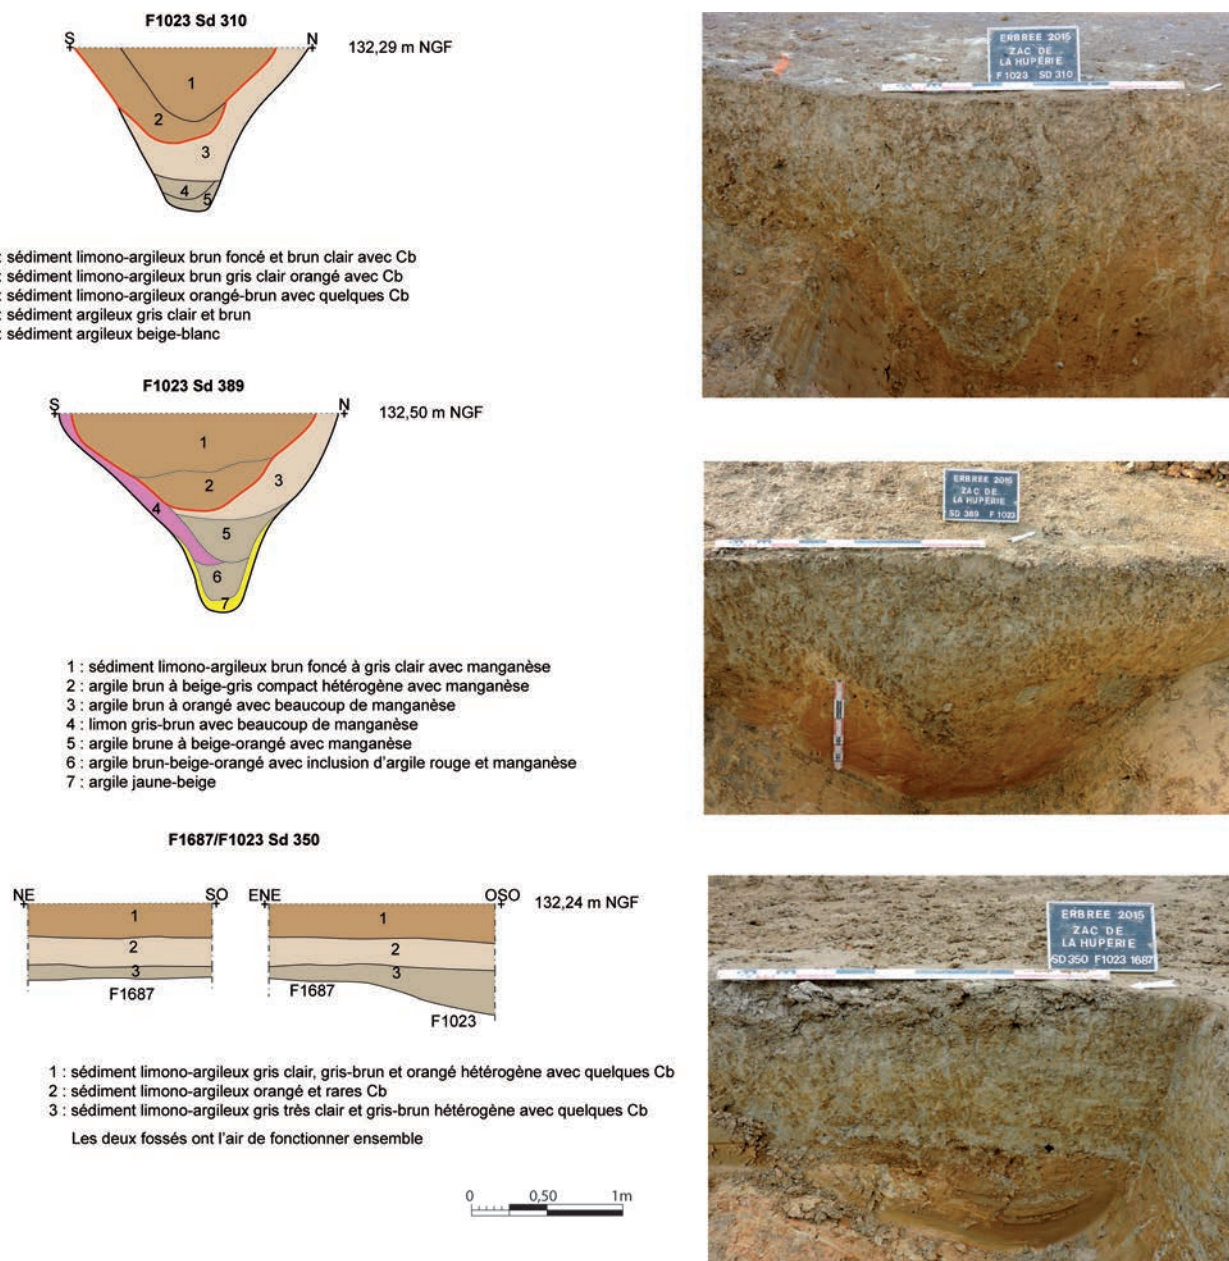 F1023 Sd 310
S
N
132,29 m NGF
1
2
3
4
5
: sédiment limono-argileux brun foncé et brun clair avec Cb
: sédiment limono-argileux brun gris clair orangé avec Cb
: sédiment limono-argileux orangé-brun avec quelques Cb
: sédiment argileux gris clair et brun
: sédiment argileux beige-blanc
ERBREE 2015
ZAC DE
LA HUPERIE
F1023 SD 310
F1023 Sd 389
S
N
132,50 m NGF
1
2
3
4
5
6
7
1 : sédiment limono-argileux brun foncé à gris clair avec manganèse
2 : argile brun à beige-gris compact hétérogène avec manganèse
3 : argile brun à orangé avec beaucoup de manganèse
4 : limon gris-brun avec beaucoup de manganèse
5 : argile brune à beige-orangé avec manganèse
6 : argile brun-beige-orangé avec inclusion d'argile rouge et manganèse
7 : argile jaune-beige
ERBREE 2015
ZAC DE
LA HUPERIE
SD 389 F 1023
F1687/F1023 Sd 350
NE
SO
ENE
OSO
132,24 m NGF
1
2
3
F1687
1
2
3
F1687
F1023
1 : sédiment limono-argileux gris clair, gris-brun et orangé hétérogène avec quelques Cb
2 : sédiment limono-argileux orangé et rares Cb
3 : sédiment limono-argileux gris très clair et gris-brun hétérogène avec quelques Cb
Les deux fossés ont l'air de fonctionner ensemble
0 0,50 1m
ERBREE 2015
ZAC DE
LA HUPERIE
SD 350 F1023 1687